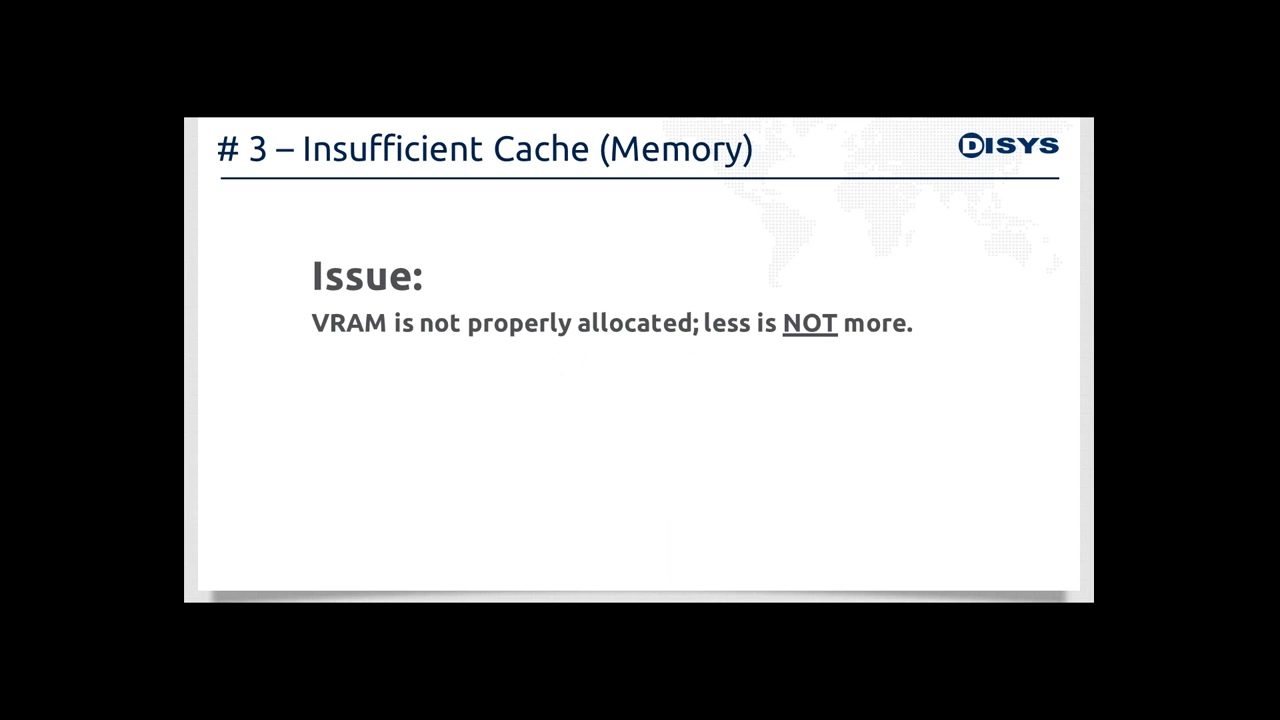 # 3 – Insufficient Cache (Memory)
DISYS
Issue:
VRAM is not properly allocated; less is NOT more.